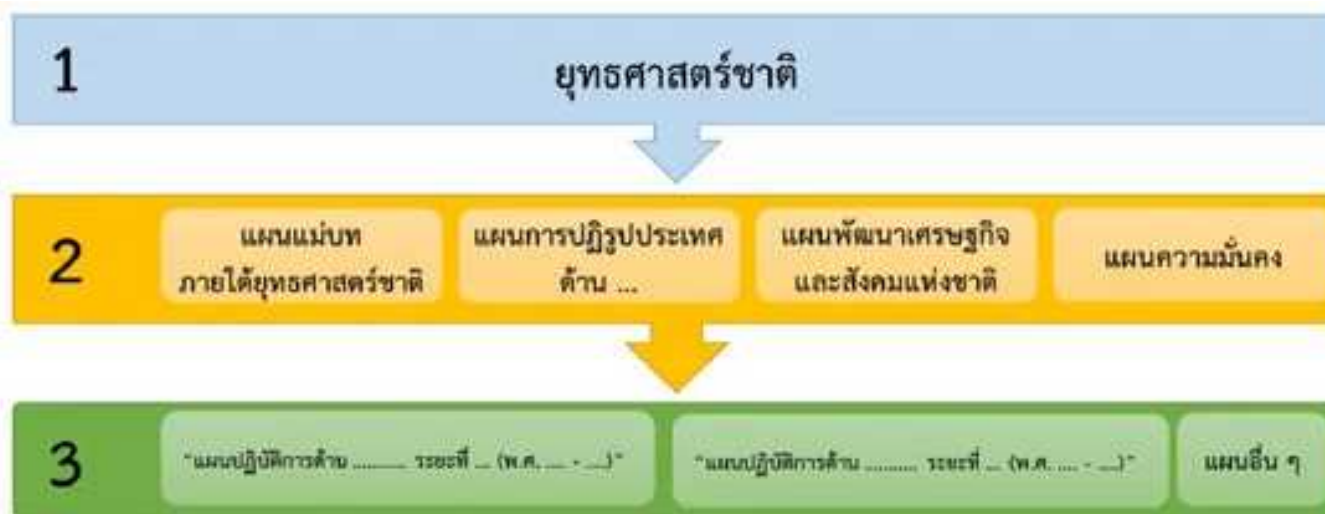 1
ยุทธศาสตร์ชาติ
2
แผนแม่บท
ภายใต้ยุทธศาสตร์ชาติ
แผนการปฏิรูปประเทศ
ด้าน ...
แผนพัฒนาเศรษฐกิจ
และสังคมแห่งชาติ
แผนความมั่นคง
3
"แผนปฏิบัติการด้าน .......... ระยะที่ ... (พ.ศ. .... - ....)"
"แผนปฏิบัติการด้าน .......... ระยะที่ ... (พ.ศ. .... - ....)"
แผนอื่น ๆ